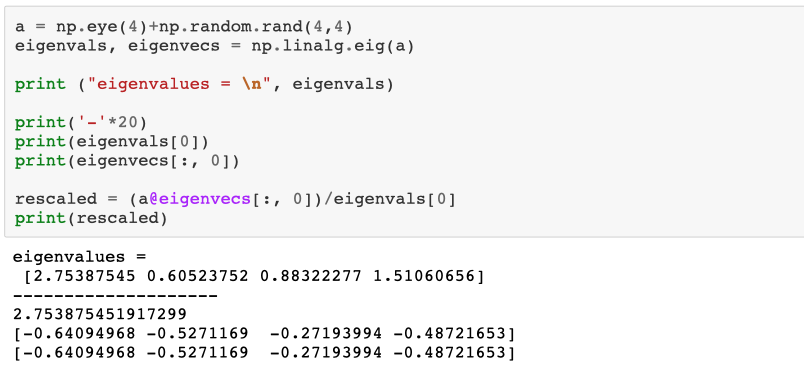 a = np.eye(4)+np.random.rand(4,4)
eigenvals, eigenvecs = np.linalg.eig(a)
print ("eigenvalues = \n", eigenvals)
print('-'*20)
print(eigenvals[0])
print(eigenvecs[:, 0])
rescaled = (a@eigenvecs[:, 0])/eigenvals[0]
print(rescaled)
eigenvalues =
[2.75387545 0.60523752 0.88322277 1.51060656]
--------------------
2.753875451917299
[-0.64094968 -0.5271169  -0.27193994 -0.48721653]
[-0.64094968 -0.5271169  -0.27193994 -0.48721653]